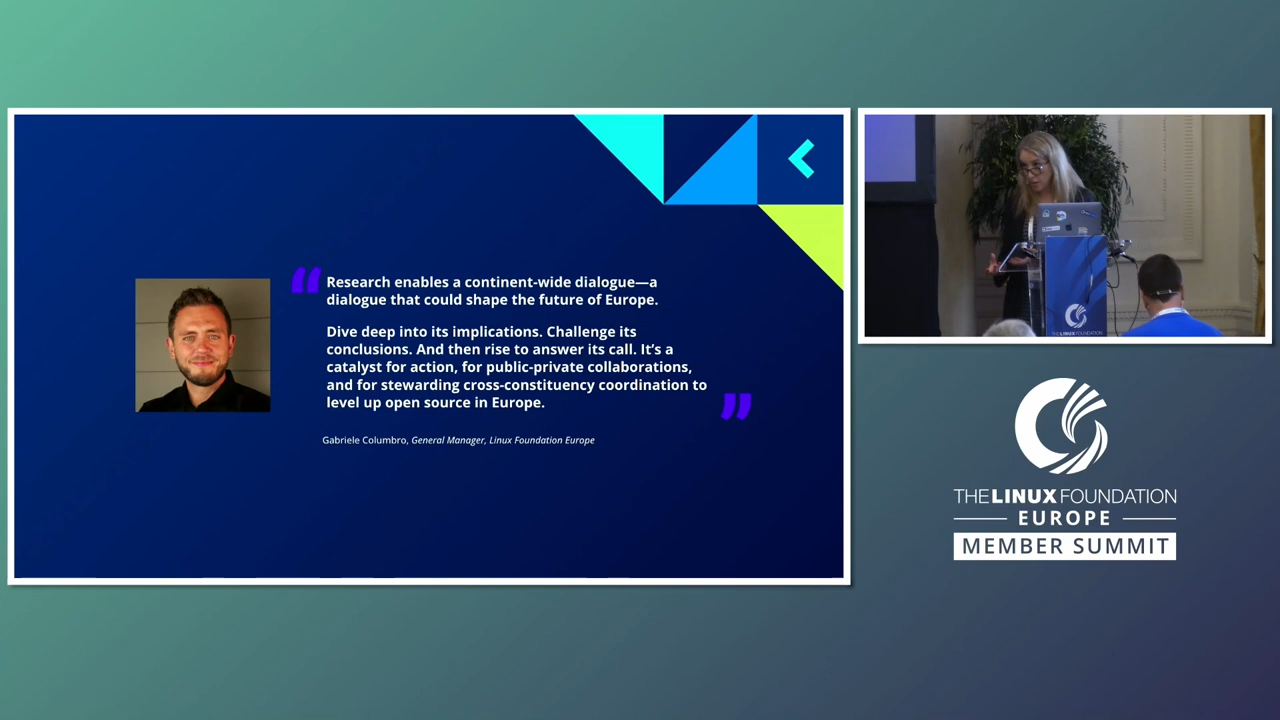 “
Research enables a continent-wide dialogue—a
dialogue that could shape the future of Europe.
Dive deep into its implications. Challenge its
conclusions. And then rise to answer its call. It’s a
catalyst for action, for public-private collaborations,
and for stewarding cross-constituency coordination to
level up open source in Europe.
”
Gabriele Columbro, General Manager, Linux Foundation Europe
THE LINUX FOUNDATION
EUROPE
MEMBER SUMMIT